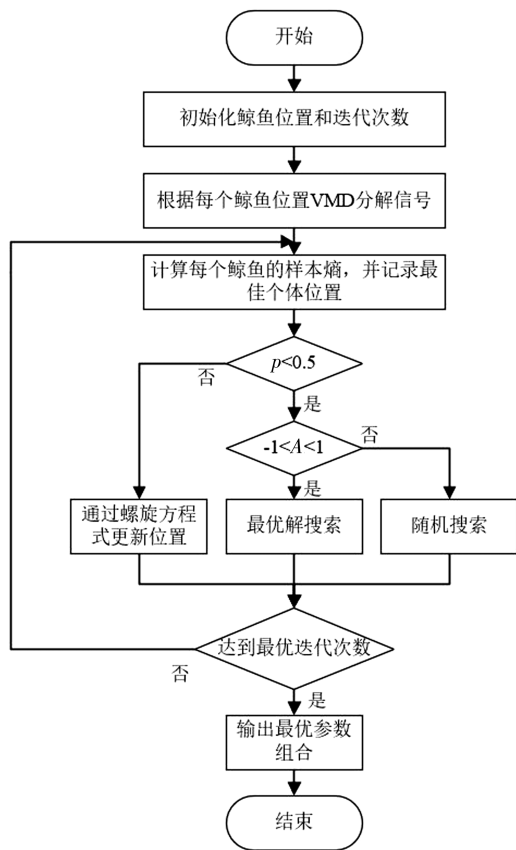 开始
初始化鲸鱼位置和迭代次数
根据每个鲸鱼位置VMD分解信号
计算每个鲸鱼的样本熵，并记录最
佳个体位置
p<0.5
否
是
-1<A<1
否
是
通过螺旋方程
式更新位置
最优解搜索
随机搜索
达到最优迭代次数
否
是
输出最优参数
组合
结束